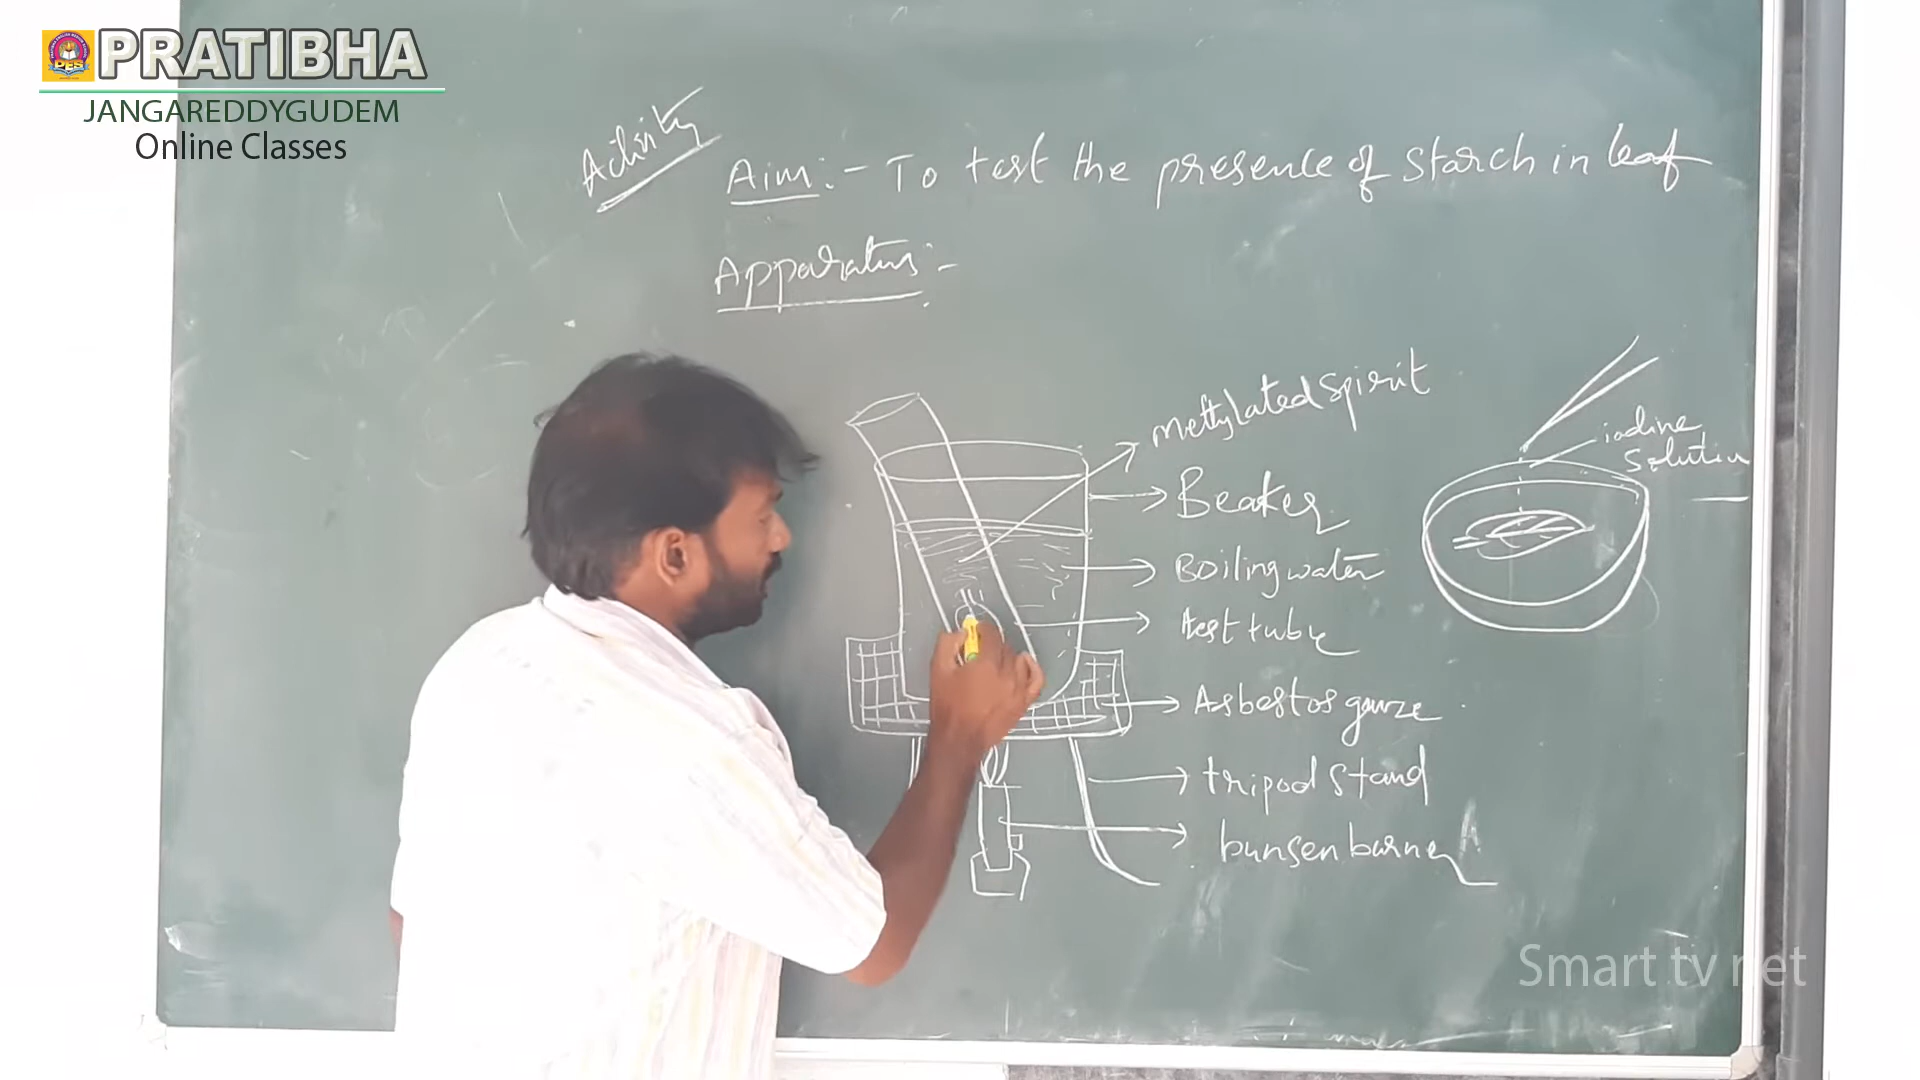 PRATIBHA
PES
JANGAREDDYGUDEM
Online Classes
Activity
Aim:- To test the presence of starch in leaf
Apparatus:-
methylated spirit
Beaker
Boiling water
test tube
Asbestos gauze
tripod stand
bunsen burner
iodine
solution
Smart tv net